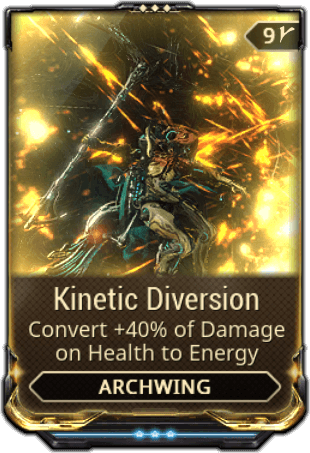 9
Kinetic Diversion
Convert +40% of Damage
on Health to Energy
ARCHWING